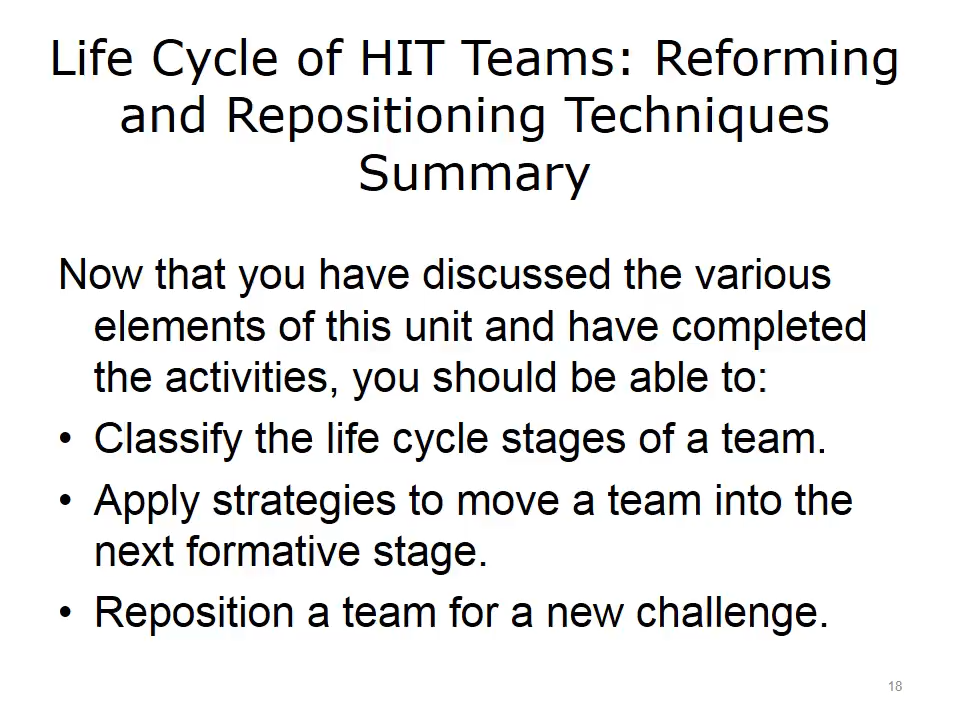 Life Cycle of HIT Teams: Reforming
and Repositioning Techniques
Summary
Now that you have discussed the various
elements of this unit and have completed
the activities, you should be able to:
• Classify the life cycle stages of a team.
• Apply strategies to move a team into the
next formative stage.
• Reposition a team for a new challenge.
18